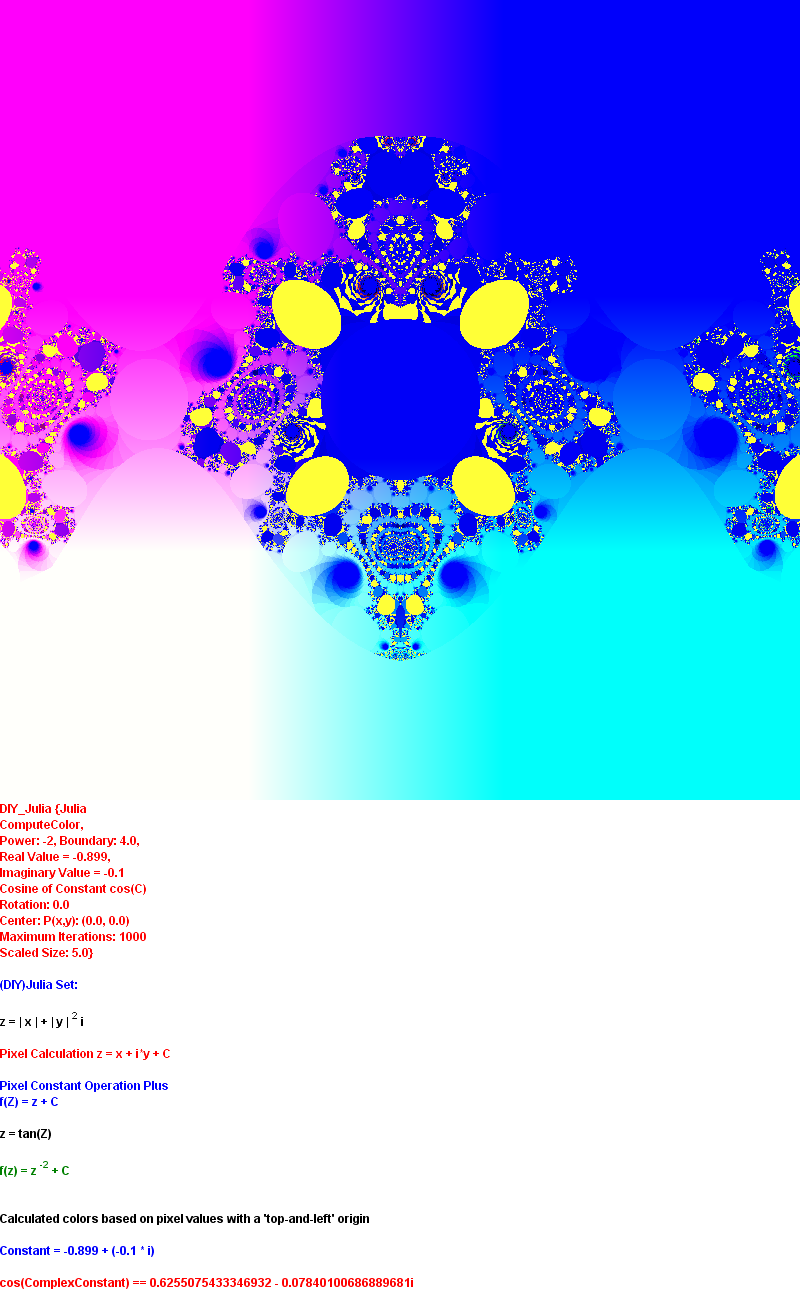 DIY_Julia {Julia
ComputeColor,
Power: -2, Boundary: 4.0,
Real Value = -0.899,
Imaginary Value = -0.1
Cosine of Constant cos(C)
Rotation: 0.0
Center: P(x,y): (0.0, 0.0)
Maximum Iterations: 1000
Scaled Size: 5.0}
(DIY)Julia Set:
z = | x | + | y | ² i
Pixel Calculation z = x + i*y + C
Pixel Constant Operation Plus
f(Z) = z + C
z = tan(Z)
f(z) = z ⁻² + C
Calculated colors based on pixel values with a 'top-and-left' origin
Constant = -0.899 + (-0.1 * i)
cos(ComplexConstant) == 0.6255075433346932 - 0.07840100686889681i